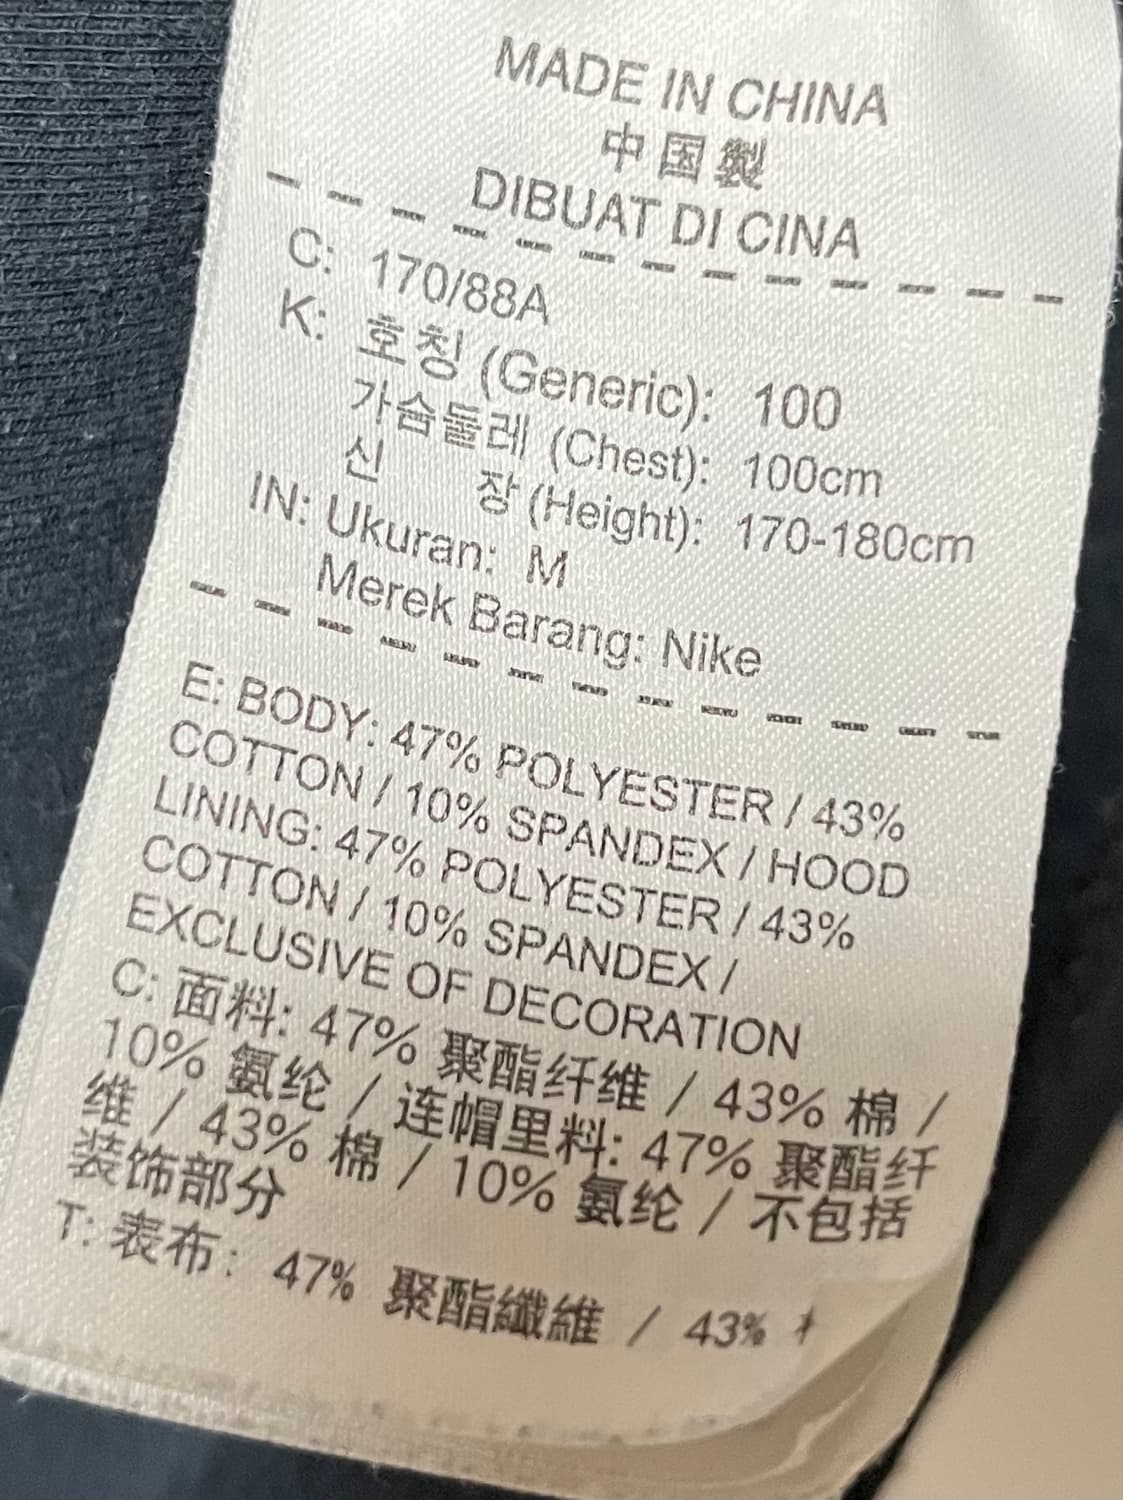 MADE IN CHINA
中国製
DIBUAT DI CINA
C: 170/88A
K: 호칭 (Generic): 100
가슴둘레 (Chest): 100cm
신 장 (Height): 170-180cm
IN: Ukuran: M
Merek Barang: Nike
E: BODY: 47% POLYESTER / 43%
COTTON / 10% SPANDEX / HOOD
LINING: 47% POLYESTER / 43%
COTTON / 10% SPANDEX /
EXCLUSIVE OF DECORATION
C: 面料: 47% 聚酯纤维 / 43% 棉 /
10% 氨纶 / 连帽里料: 47% 聚酯纤
维 / 43% 棉 / 10% 氨纶 / 不包括
装饰部分
T: 表布: 47% 聚酯纖維 / 43%